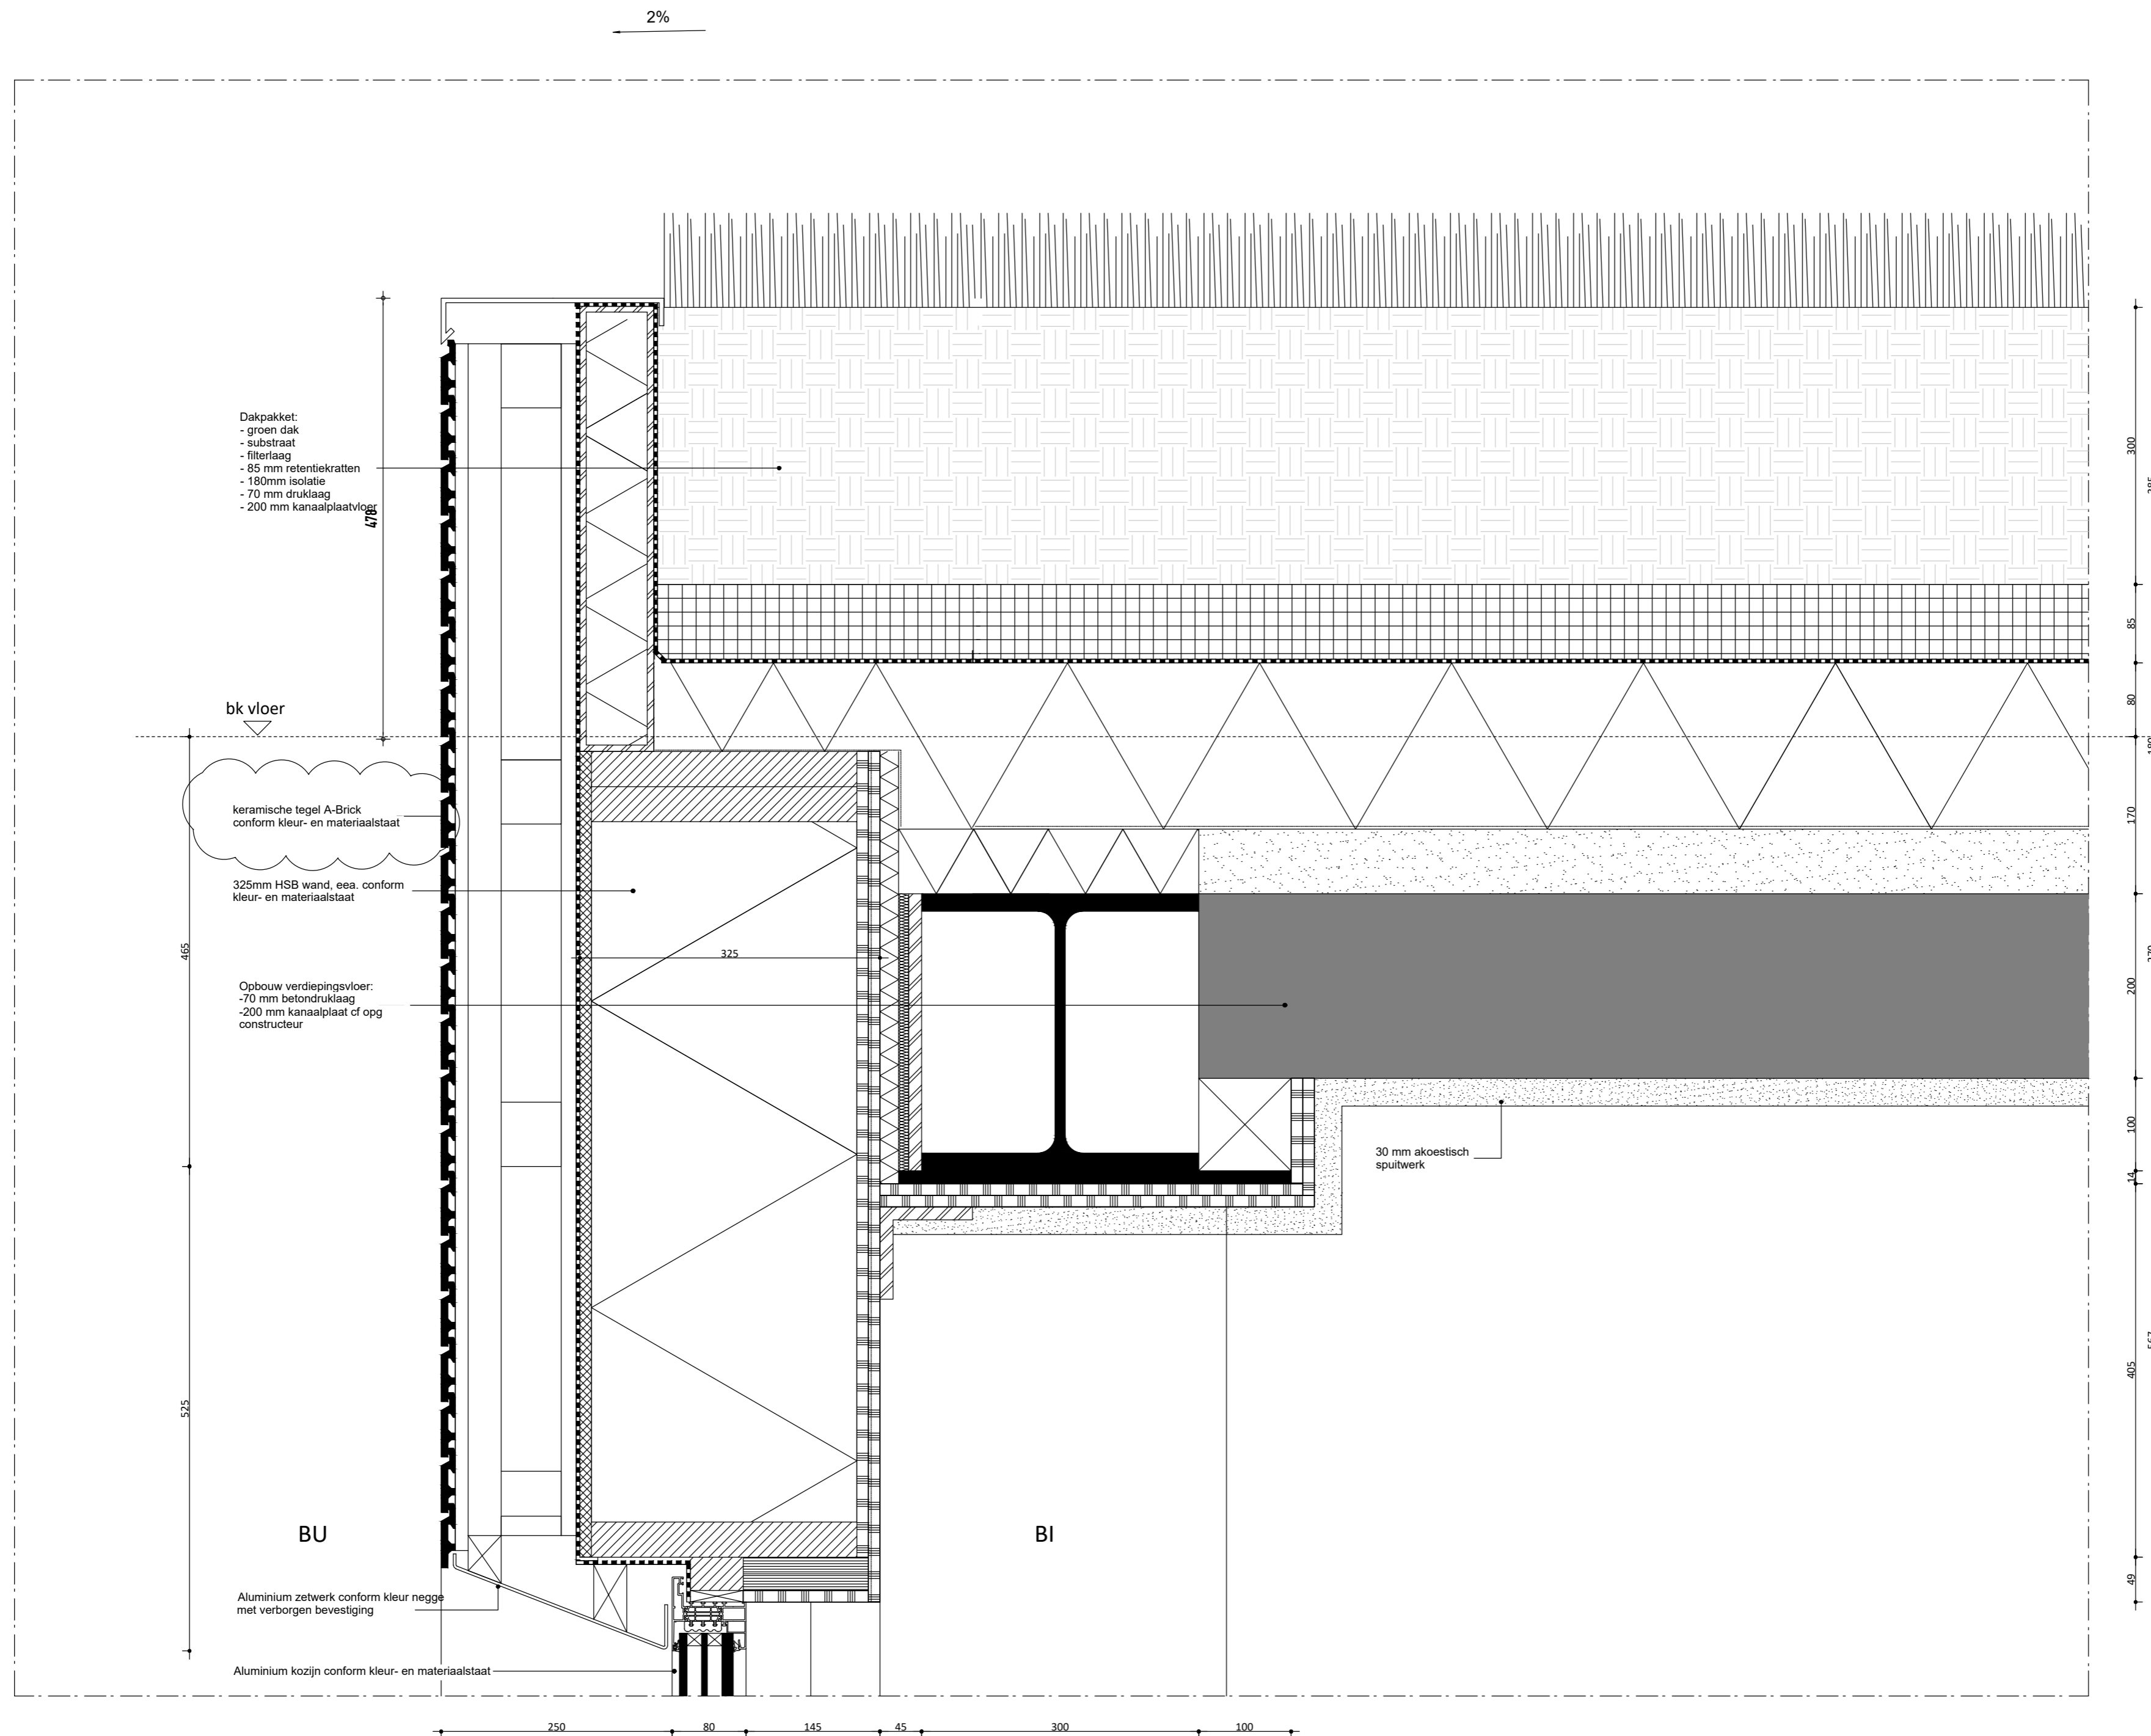 2%
Dakpakket:
- groen dak
- substraat
- filterlaag
- 85 mm retentiekratten
- 180mm isolatie
- 70 mm druklaag
- 200 mm kanaalplaatvloer
478
bk vloer
keramische tegel A-Brick
conform kleur- en materiaalstaat
325mm HSB wand, eea. conform
kleur- en materiaalstaat
465
325
Opbouw verdiepingsvloer:
-70 mm betondruklaag
-200 mm kanaalplaat cf opg
constructeur
30 mm akoestisch
spuitwerk
525
BU
BI
Aluminium zetwerk conform kleur negge
met verborgen bevestiging
Aluminium kozijn conform kleur- en materiaalstaat
300
85
80
170
200
100
14
405
49
250
80
145
45
300
100